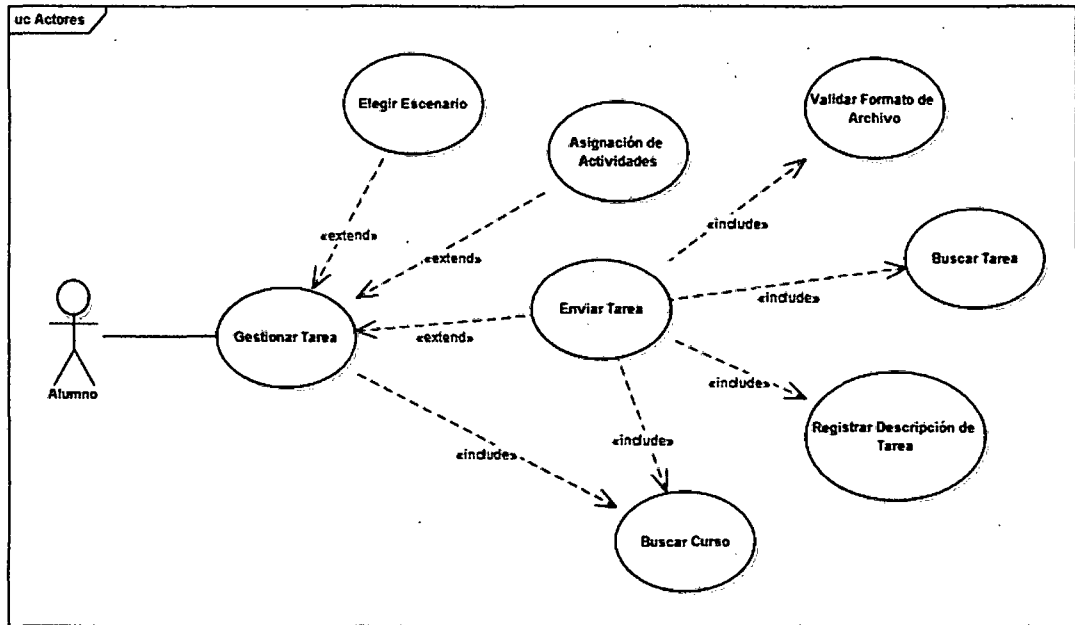 uc Actores
Elegir Escenario
Validar Formato de
Archivo
Asignación de
Actividades
«extend»
«include»
«extend»
Buscar Tarea
«include»
Enviar Tarea
Gestionar Tarea
«extend»
Alumno
«include»
Registrar Descripción de
Tarea
«include»
«include»
Buscar Curso